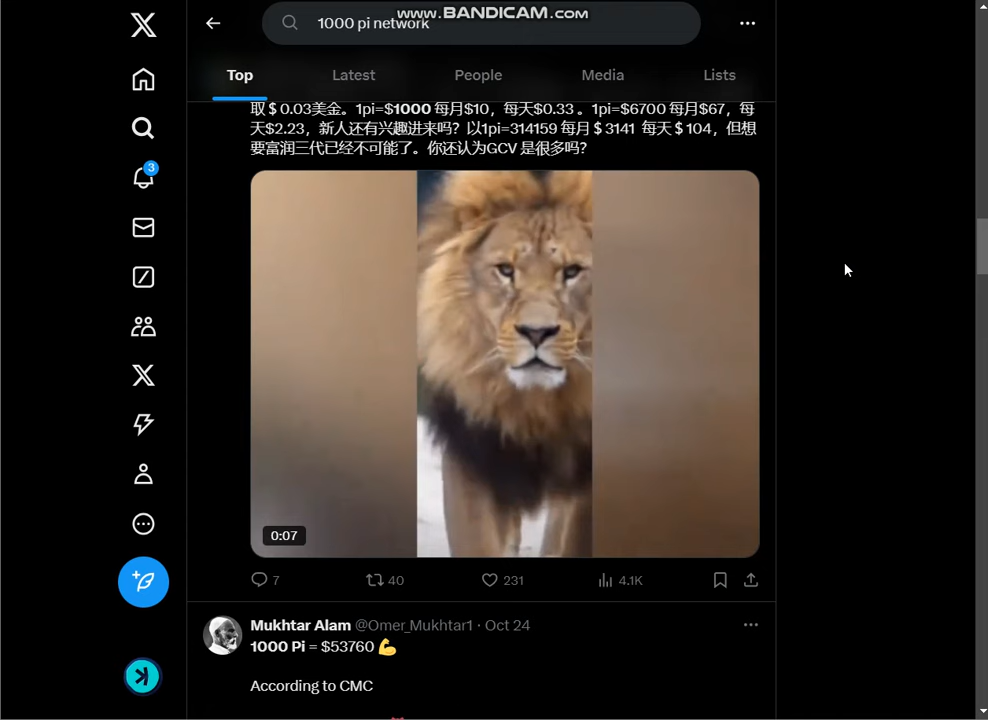 www.BANDICAM.com
1000 pi network
Top
Latest
People
Media
Lists
取$ 0.03美金。1pi=$1000 每月$10，每天$0.33 。1pi=$6700 每月$67，每
天$2.23，新人还有兴趣进来吗？以1pi=314159 每月$3141 每天$104，但想
要富润三代已经不可能了。你还认为GCV 是很多吗?
3
0:07
7
40
231
4.1K
Mukhtar Alam @Omer_Mukhtar1 · Oct 24
1000 Pi = $53760 💪
According to CMC